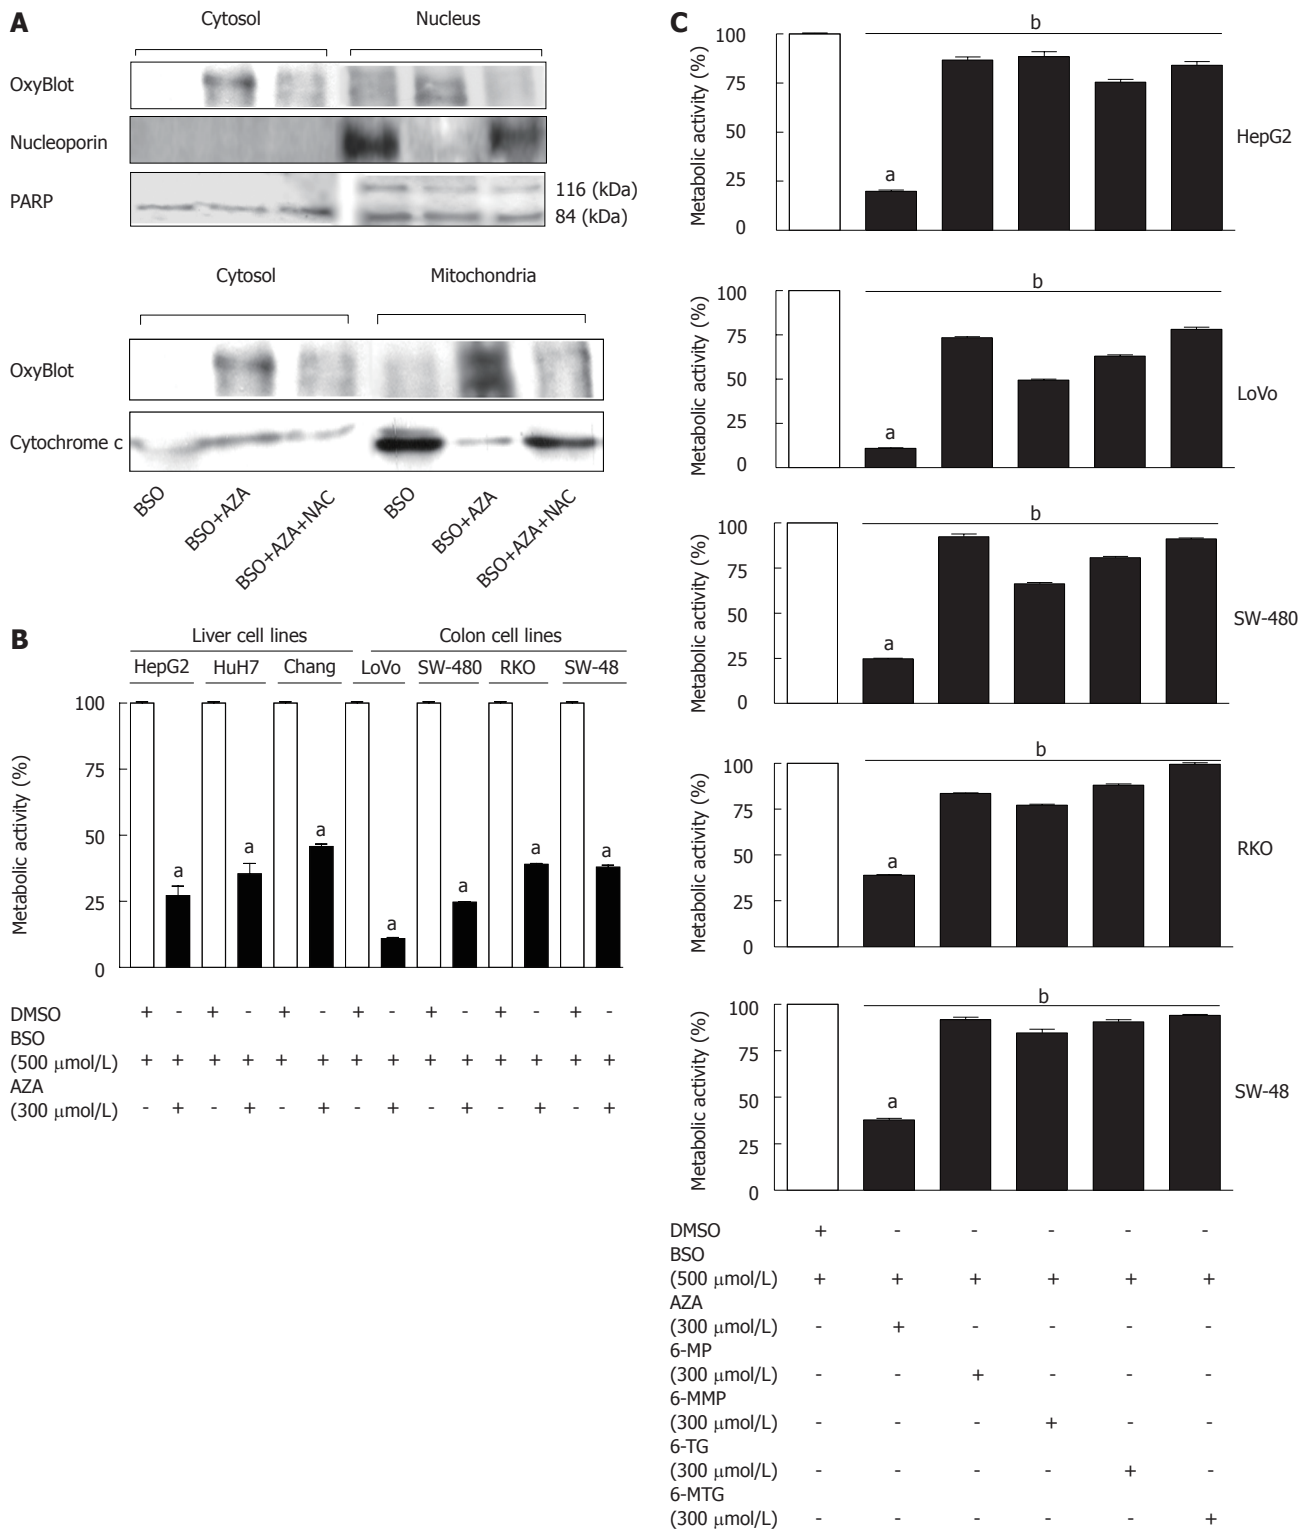 A
Cytosol Nucleus
OxyBlot
Nucleoporin
PARP
116 (kDa)
84 (kDa)
Cytosol Mitochondria
OxyBlot
Cytochrome c
BSO BSO+AZA BSO+AZA+NAC BSO BSO+AZA BSO+AZA+NAC
B
Liver cell lines Colon cell lines
HepG2 HuH7 Chang LoVo SW-480 RKO SW-48
Metabolic activity (%)
100
75
50
25
0
a a a a a a a
DMSO + - + - + - + - + - + - + -
BSO
(500 µmol/L) + + + + + + + + + + + + + +
AZA
(300 µmol/L) - + - + - + - + - + - + - +
C
Metabolic activity (%)
100
75
50
25
0
a
b
HepG2
Metabolic activity (%)
100
75
50
25
0
a
b
LoVo
Metabolic activity (%)
100
75
50
25
0
a
b
SW-480
Metabolic activity (%)
100
75
50
25
0
a
b
RKO
Metabolic activity (%)
100
75
50
25
0
a
b
SW-48
DMSO + - - - - -
BSO
(500 µmol/L) + + + + + +
AZA
(300 µmol/L) - + - - - -
6-MP
(300 µmol/L) - - + - - -
6-MMP
(300 µmol/L) - - - + - -
6-TG
(300 µmol/L) - - - - + -
6-MTG
(300 µmol/L) - - - - - +